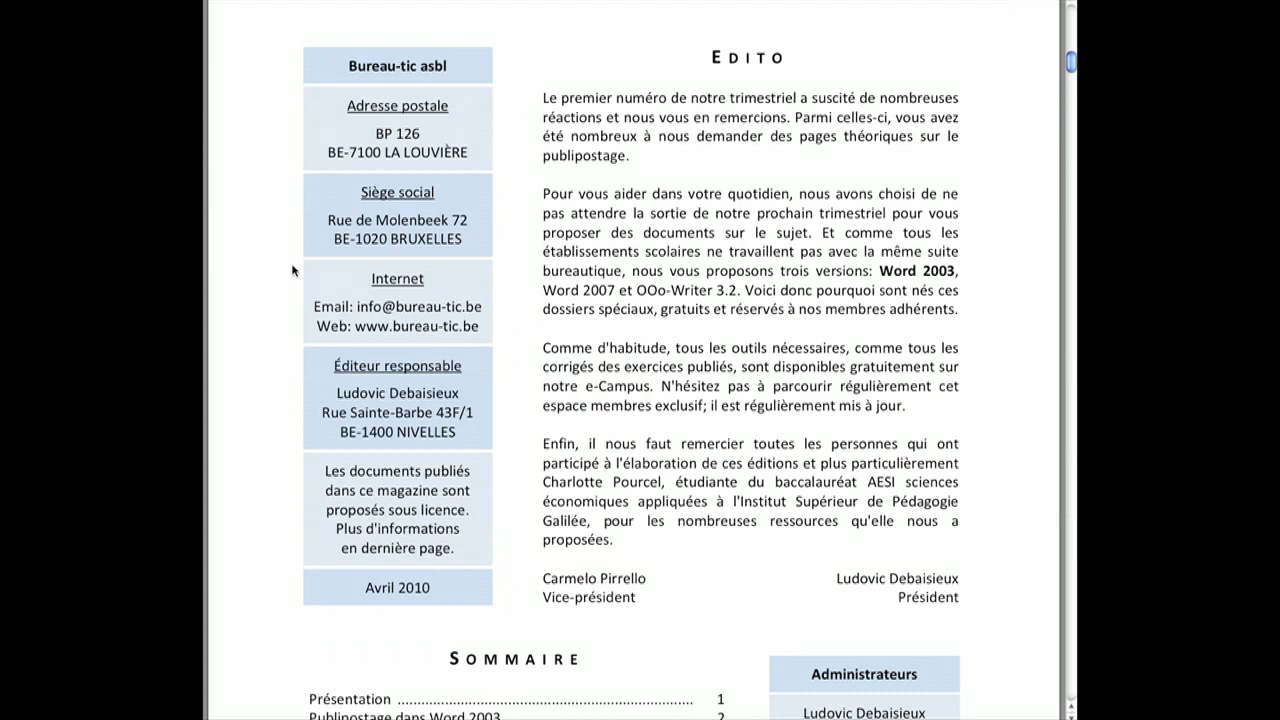 Bureau-tic asbl
Adresse postale
BP 126
BE-7100 LA LOUVIÈRE
Siège social
Rue de Molenbeek 72
BE-1020 BRUXELLES
Internet
Email: info@bureau-tic.be
Web: www.bureau-tic.be
Éditeur responsable
Ludovic Debaisieux
Rue Sainte-Barbe 43F/1
BE-1400 NIVELLES
Les documents publiés
dans ce magazine sont
proposés sous licence.
Plus d'informations
en dernière page.
Avril 2010
EDITO
Le premier numéro de notre trimestriel a suscité de nombreuses
réactions et nous vous en remercions. Parmi celles-ci, vous avez
été nombreux à nous demander des pages théoriques sur le
publipostage.
Pour vous aider dans votre quotidien, nous avons choisi de ne
pas attendre la sortie de notre prochain trimestriel pour vous
proposer des documents sur le sujet. Et comme tous les
établissements scolaires ne travaillent pas avec la même suite
bureautique, nous vous proposons trois versions: Word 2003,
Word 2007 et OOo-Writer 3.2. Voici donc pourquoi sont nés ces
dossiers spéciaux, gratuits et réservés à nos membres adhérents.
Comme d'habitude, tous les outils nécessaires, comme tous les
corrigés des exercices publiés, sont disponibles gratuitement sur
notre e-Campus. N'hésitez pas à parcourir régulièrement cet
espace membres exclusif; il est régulièrement mis à jour.
Enfin, il nous faut remercier toutes les personnes qui ont
participé à l'élaboration de ces éditions et plus particulièrement
Charlotte Pourcel, étudiante du baccalauréat AESI sciences
économiques appliquées à l'Institut Supérieur de Pédagogie
Galilée, pour les nombreuses ressources qu'elle nous a
proposées.
Carmelo Pirrello Ludovic Debaisieux
Vice-président Président
SOMMAIRE
Présentation ........................................................................ 1
Publipostage dans Word 2003 2
Administrateurs
Ludovic Debaisieux